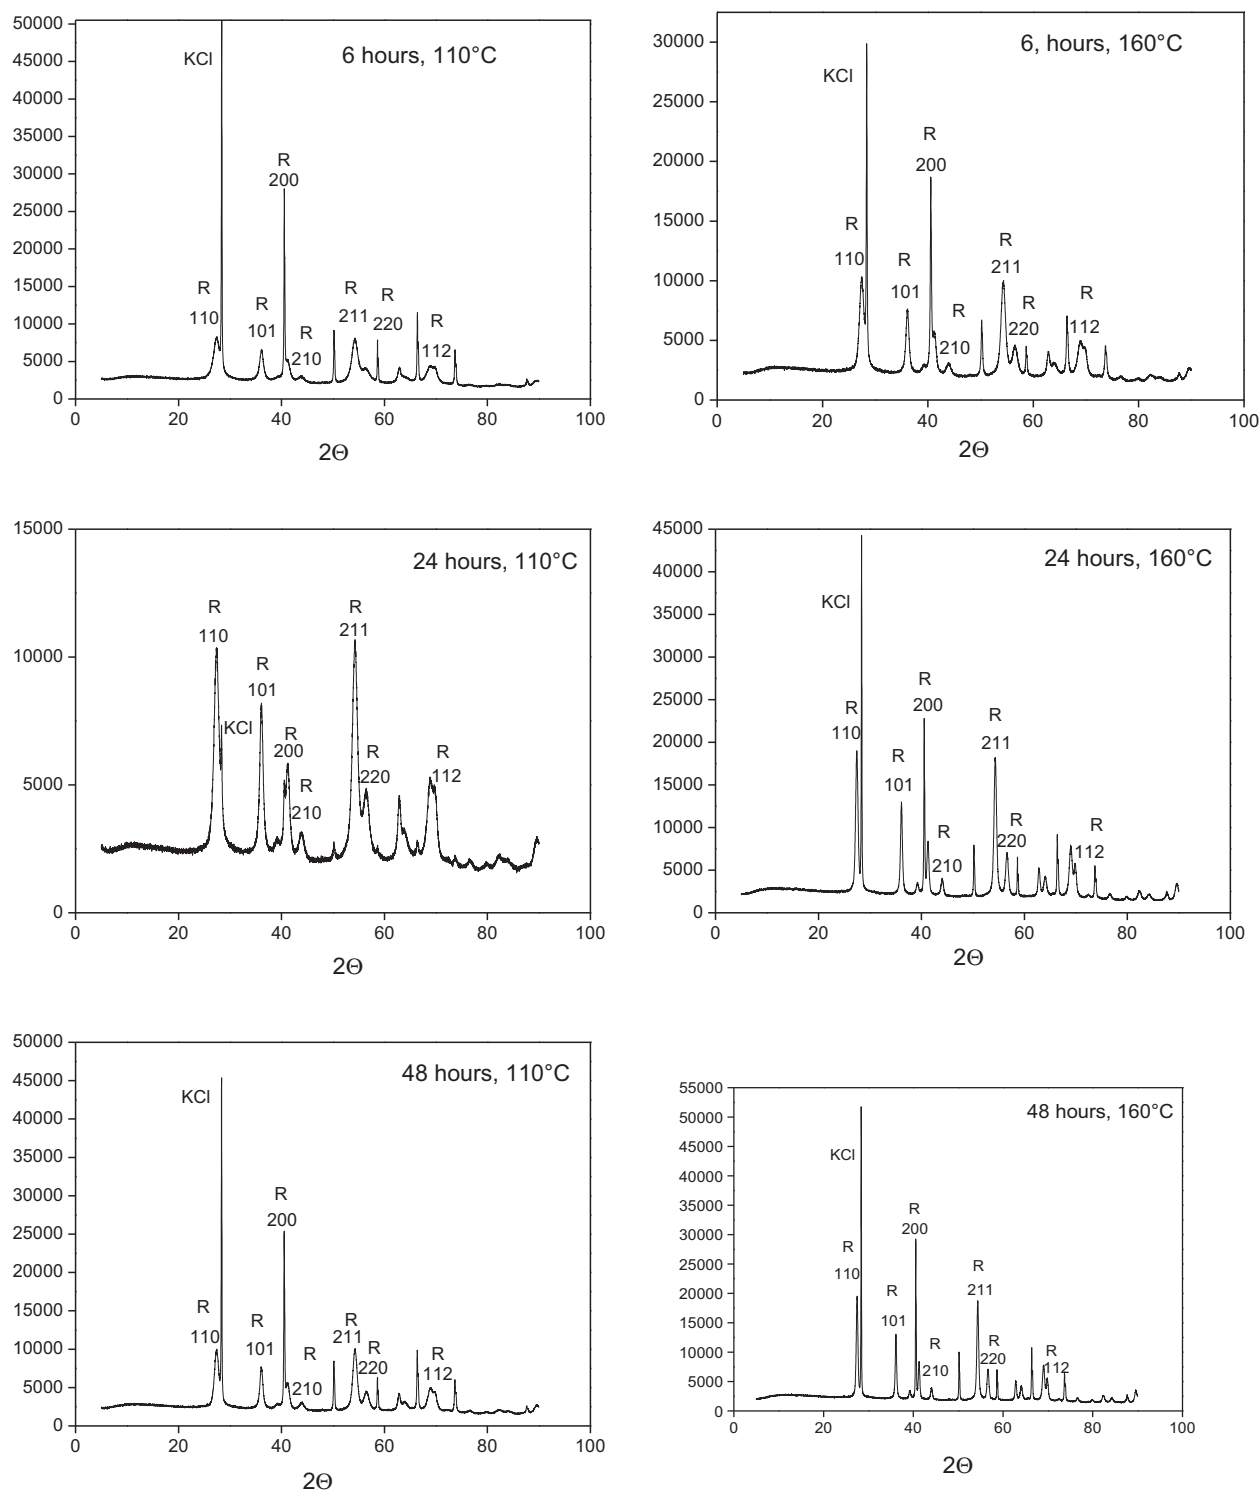 50000
45000
40000
35000
30000
25000
20000
15000
10000
5000
0
0 20 40 60 80 100
2Θ
6 hours, 110°C
KCl
R
200
R
110
R
101
R
210
R
211
R
220
R
112
30000
25000
20000
15000
10000
5000
0
0 20 40 60 80 100
2Θ
6, hours, 160°C
KCl
R
200
R
110
R
101
R
210
R
211
R
220
R
112
15000
10000
5000
0
0 20 40 60 80 100
2Θ
24 hours, 110°C
R
110
R
101
KCl
R
200
R
210
R
211
R
220
R
112
45000
40000
35000
30000
25000
20000
15000
10000
5000
0
0 20 40 60 80 100
2Θ
24 hours, 160°C
KCl
R
110
R
101
R
200
R
210
R
211
R
220
R
112
50000
45000
40000
35000
30000
25000
20000
15000
10000
5000
0
0 20 40 60 80 100
2Θ
48 hours, 110°C
KCl
R
200
R
110
R
101
R
210
R
211
R
220
R
112
55000
50000
45000
40000
35000
30000
25000
20000
15000
10000
5000
0
0 20 40 60 80 100
2Θ
48 hours, 160°C
KCl
R
200
R
110
R
101
R
210
R
211
R
220
R
112